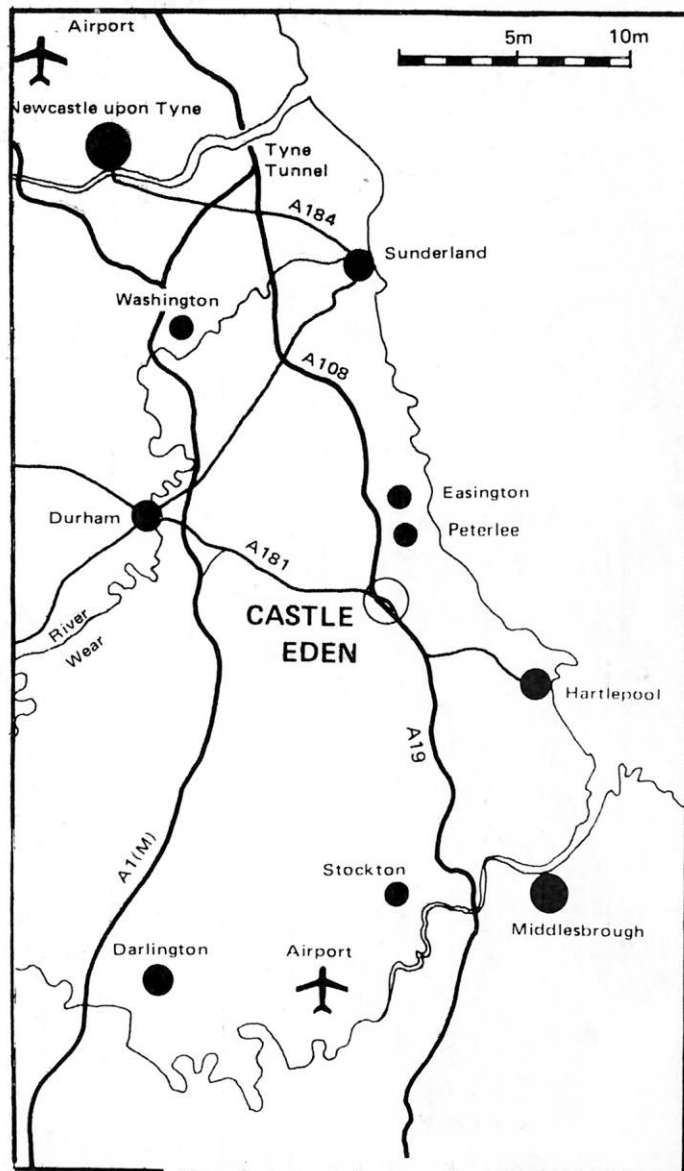 Airport
5m 10m
Newcastle upon Tyne
Tyne
Tunnel
A184
Sunderland
Washington
A108
Easington
Durham
Peterlee
A181
CASTLE
EDEN
River
Wear
Hartlepool
A19
A1(M)
Stockton
Middlesbrough
Darlington
Airport